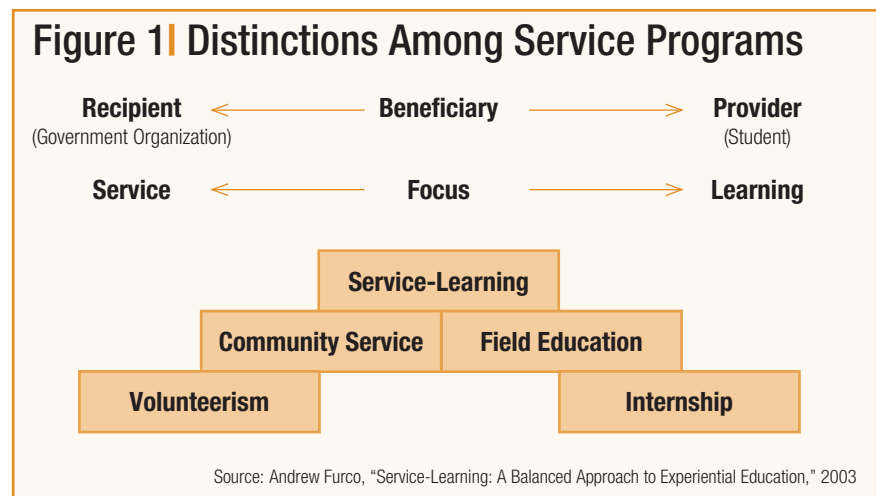 Figure 1| Distinctions Among Service Programs
Recipient Beneficiary Provider
(Government Organization) (Student)
Service Focus Learning
Service-Learning
Community Service Field Education
Volunteerism Internship
Source: Andrew Furco, “Service-Learning: A Balanced Approach to Experiential Education,” 2003